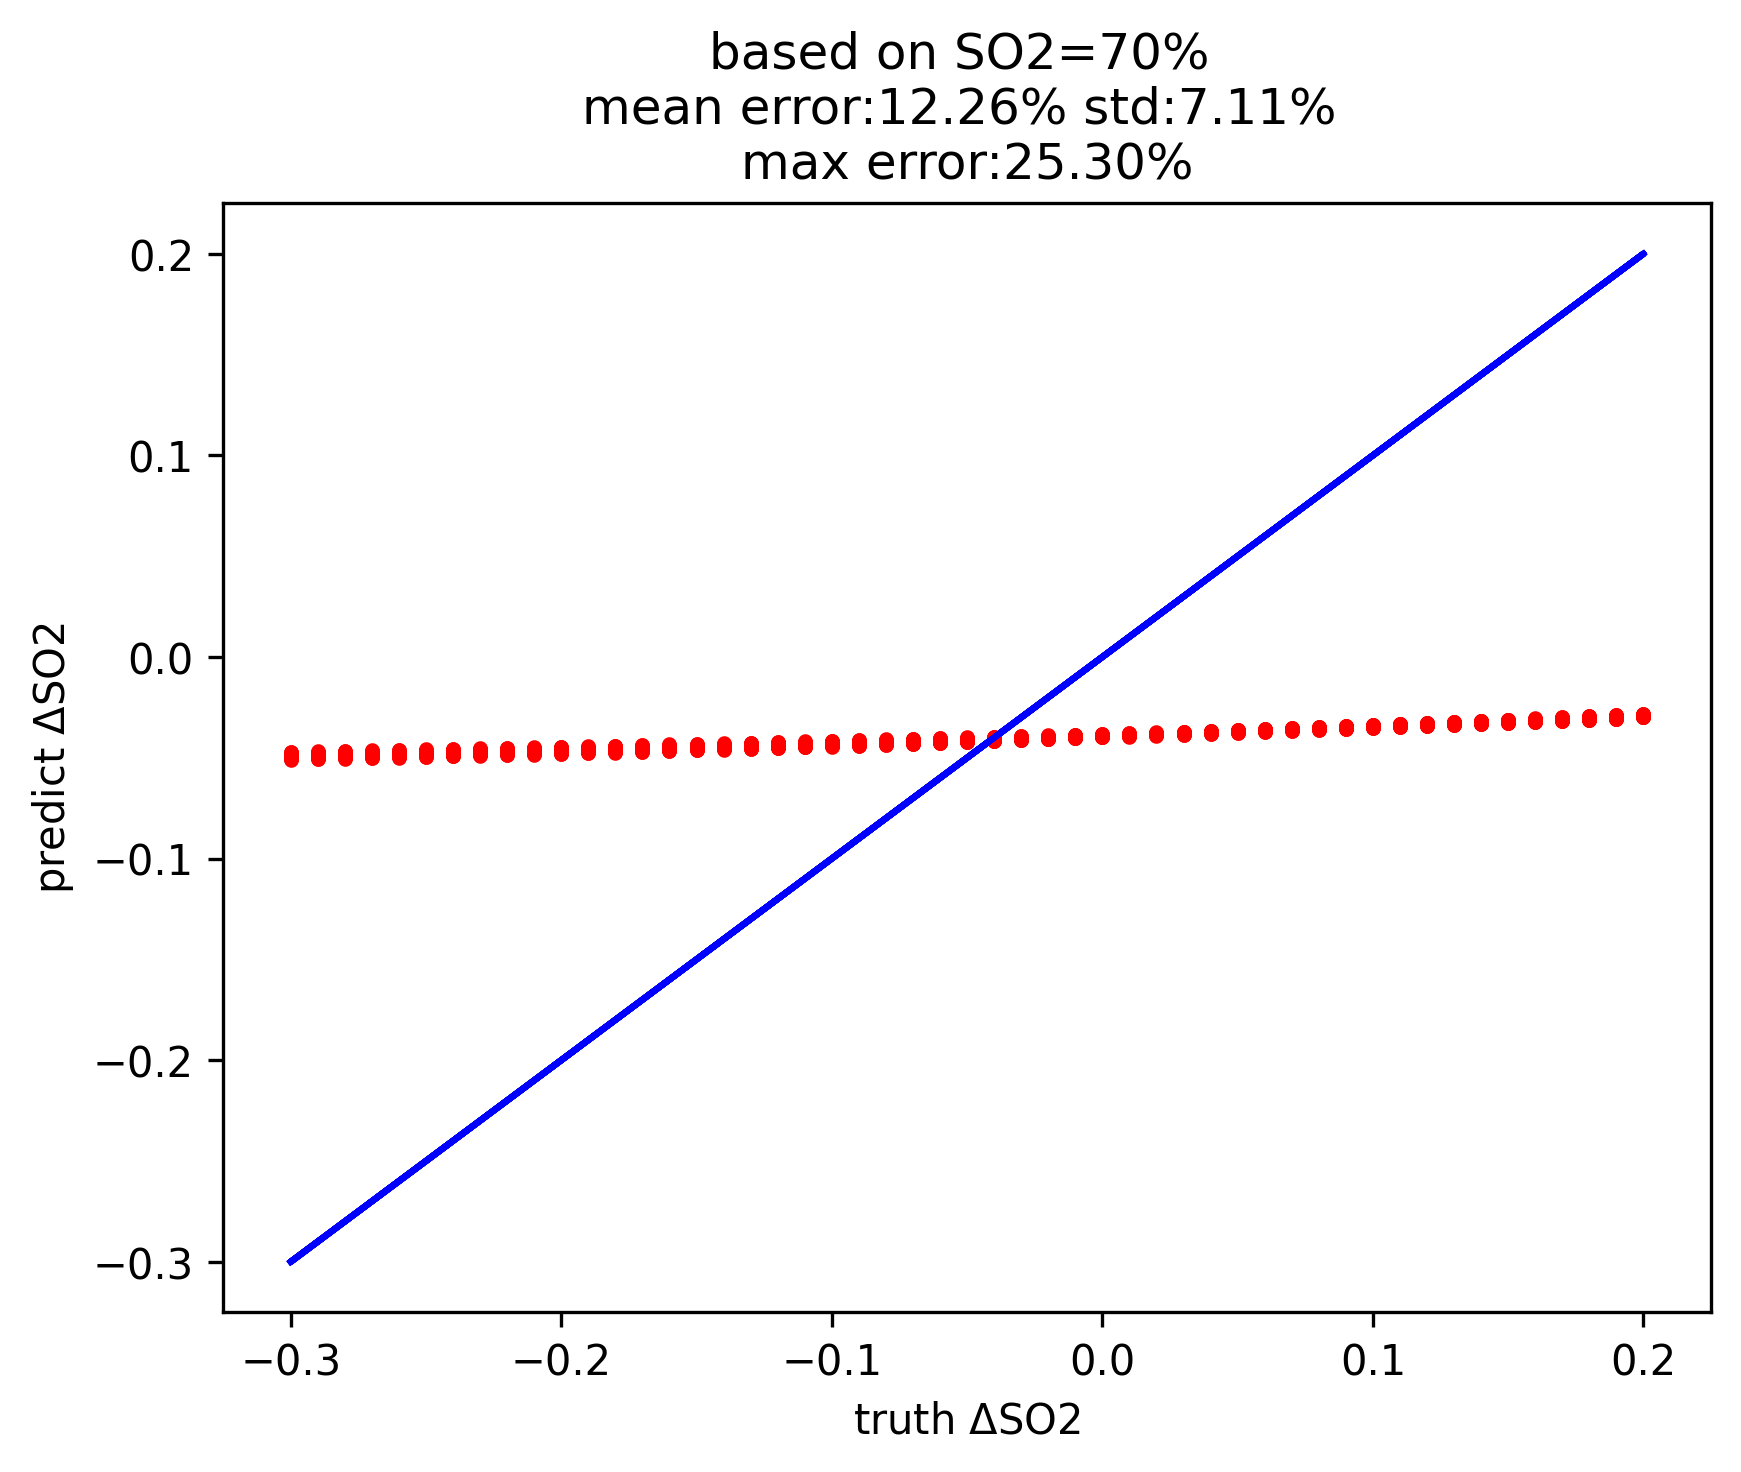 based on SO2=70%
mean error:12.26% std:7.11%
max error:25.30%
0.2
0.1
0.0
−0.1
−0.2
−0.3
predict ΔSO2
−0.3 −0.2 −0.1 0.0 0.1 0.2
truth ΔSO2